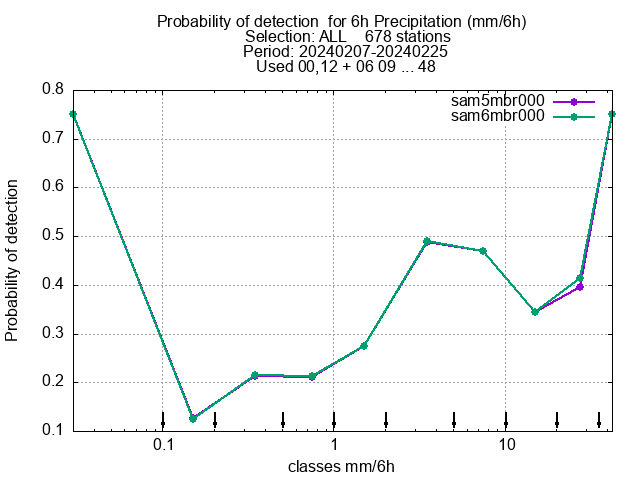 Probability of detection  for 6h Precipitation (mm/6h)
Selection: ALL    678 stations
Period: 20240207-20240225
Used 00,12 + 06 09 ... 48
sam5mbr000
sam6mbr000
0.8
0.7
0.6
0.5
0.4
0.3
0.2
0.1
Probability of detection
0.1 1 10
classes mm/6h